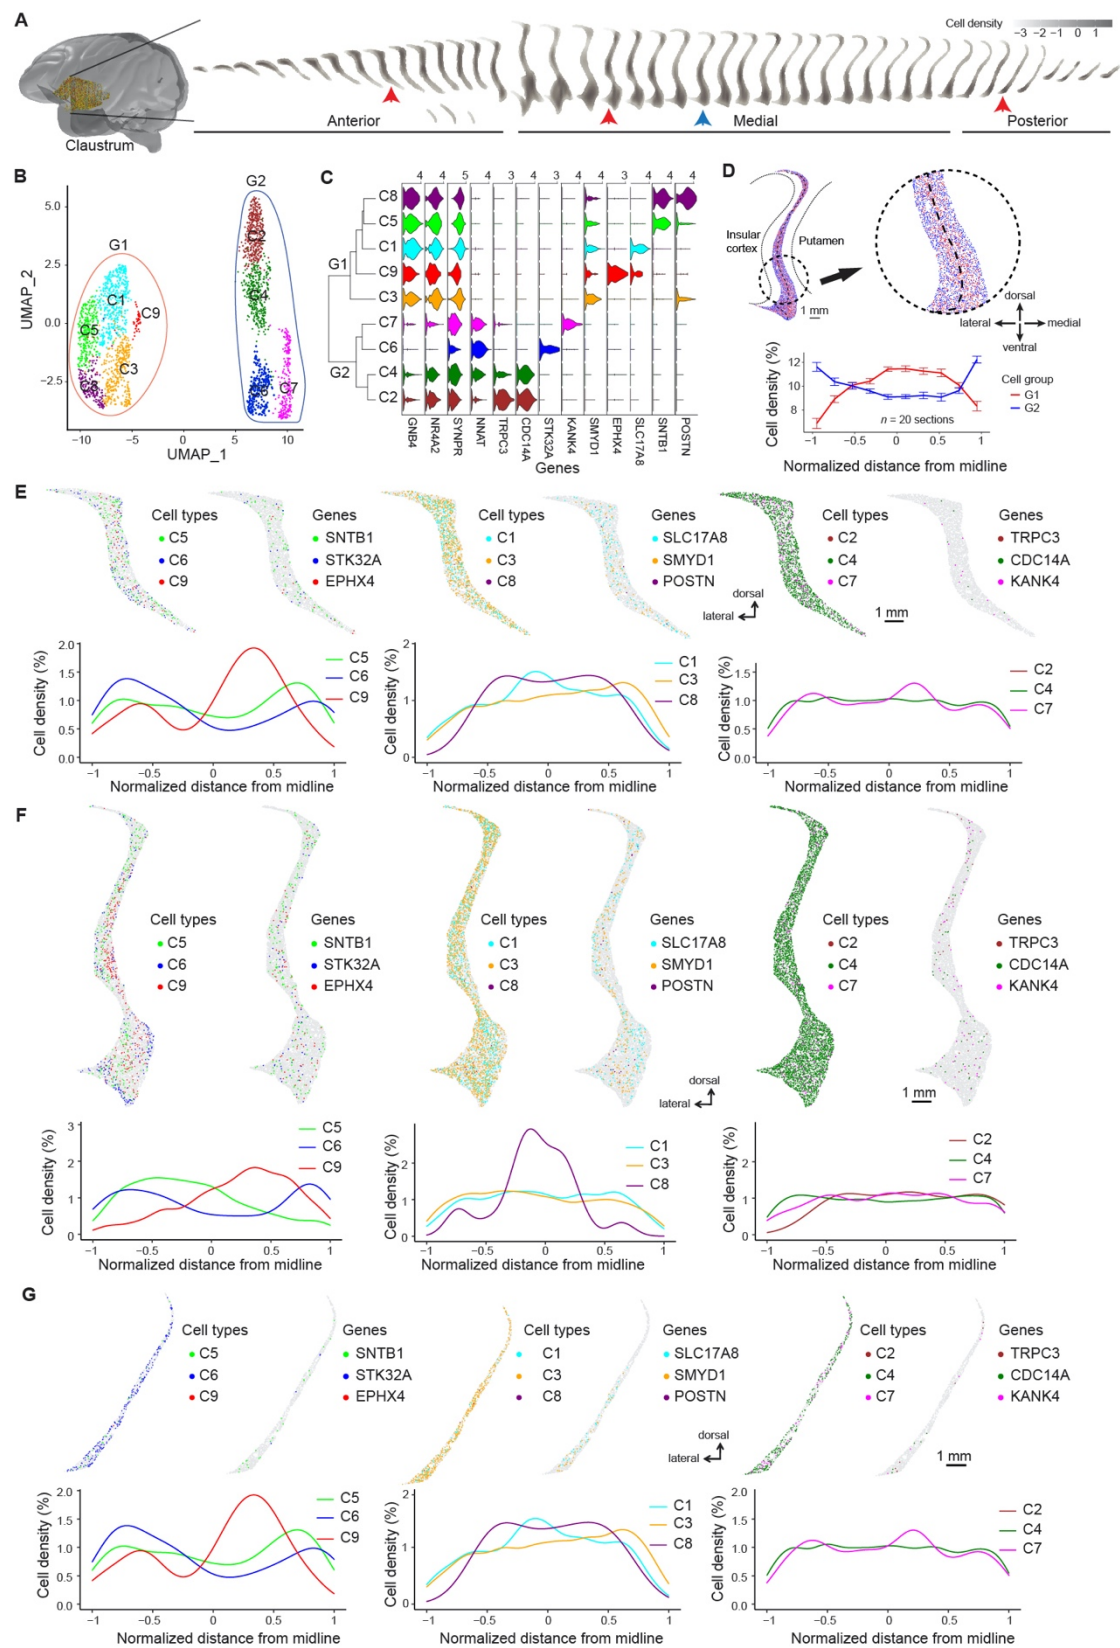 A
Cell density
−3 −2 −1 0 1
Claustrum
Anterior
Medial
Posterior
B
G1
G2
5.0
2.5
0.0
−2.5
UMAP_2
C1
C9
C5
C3
C8
C2
C4
C6
C7
−10 −5 0 5 10
UMAP_1
C
4 4 5 4 3 4 4 4 3 4 4 4
C8
C5
C1
C9
C3
C7
C6
C4
C2
G1
G2
GNB4
NR4A2
SYNPR
NNAT
TRPC3
CDC14A
STK32A
KANK4
SMYD1
EPHX4
SLC17A8
SNTB1
POSTN
Genes
D
Insular
cortex
Putamen
1 mm
dorsal
lateral
medial
ventral
Cell density (%)
12
10
8
n = 20 sections
Cell group
G1
G2
−1 −0.5 0 0.5 1
Normalized distance from midline
E
Cell types
C5
C6
C9
Genes
SNTB1
STK32A
EPHX4
Cell types
C1
C3
C8
Genes
SLC17A8
SMYD1
POSTN
Cell types
C2
C4
C7
Genes
TRPC3
CDC14A
KANK4
dorsal
lateral
1 mm
Cell density (%)
2.0
1.5
1.0
0.5
0.0
C5
C6
C9
−1 −0.5 0 0.5 1
Normalized distance from midline
Cell density (%)
2
1
0
C1
C3
C8
−1 −0.5 0 0.5 1
Normalized distance from midline
Cell density (%)
1.5
1.0
0.5
0.0
C2
C4
C7
−1 −0.5 0 0.5 1
Normalized distance from midline
F
Cell types
C5
C6
C9
Genes
SNTB1
STK32A
EPHX4
Cell types
C1
C3
C8
Genes
SLC17A8
SMYD1
POSTN
Cell types
C2
C4
C7
Genes
TRPC3
CDC14A
KANK4
dorsal
lateral
1 mm
Cell density (%)
3
2
1
0
C5
C6
C9
−1 −0.5 0 0.5 1
Normalized distance from midline
Cell density (%)
2
1
0
C1
C3
C8
−1 −0.5 0 0.5 1
Normalized distance from midline
Cell density (%)
2
1
0
C2
C4
C7
−1 −0.5 0 0.5 1
Normalized distance from midline
G
Cell types
C5
C6
C9
Genes
SNTB1
STK32A
EPHX4
Cell types
C1
C3
C8
Genes
SLC17A8
SMYD1
POSTN
Cell types
C2
C4
C7
Genes
TRPC3
CDC14A
KANK4
dorsal
lateral
1 mm
Cell density (%)
2.0
1.5
1.0
0.5
0.0
C5
C6
C9
−1 −0.5 0 0.5 1
Normalized distance from midline
Cell density (%)
2
1
0
C1
C3
C8
−1 −0.5 0 0.5 1
Normalized distance from midline
Cell density (%)
1.5
1.0
0.5
0.0
C2
C4
C7
−1 −0.5 0 0.5 1
Normalized distance from midline